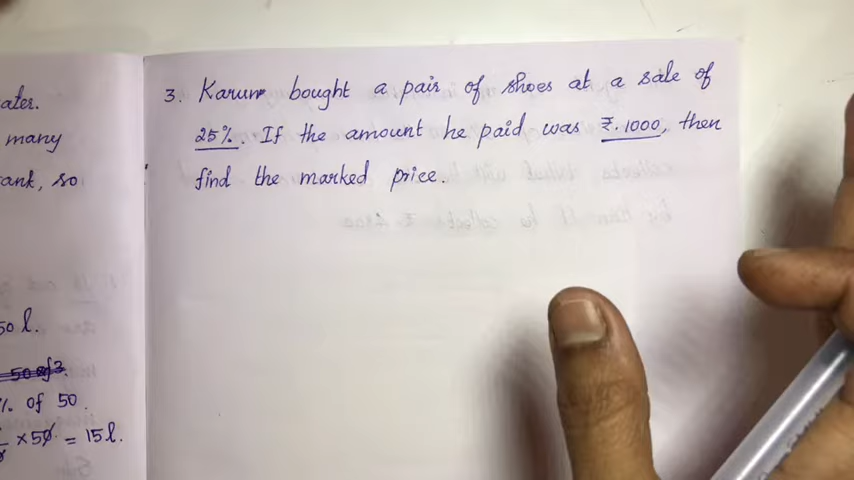 ater.
many
ank, so
50 l.
50 of 3.
% of 50.
× 50 = 15 l.
3. Karun bought a pair of shoes at a sale of
25%. If the amount he paid was ₹.1000, then
find the marked price.